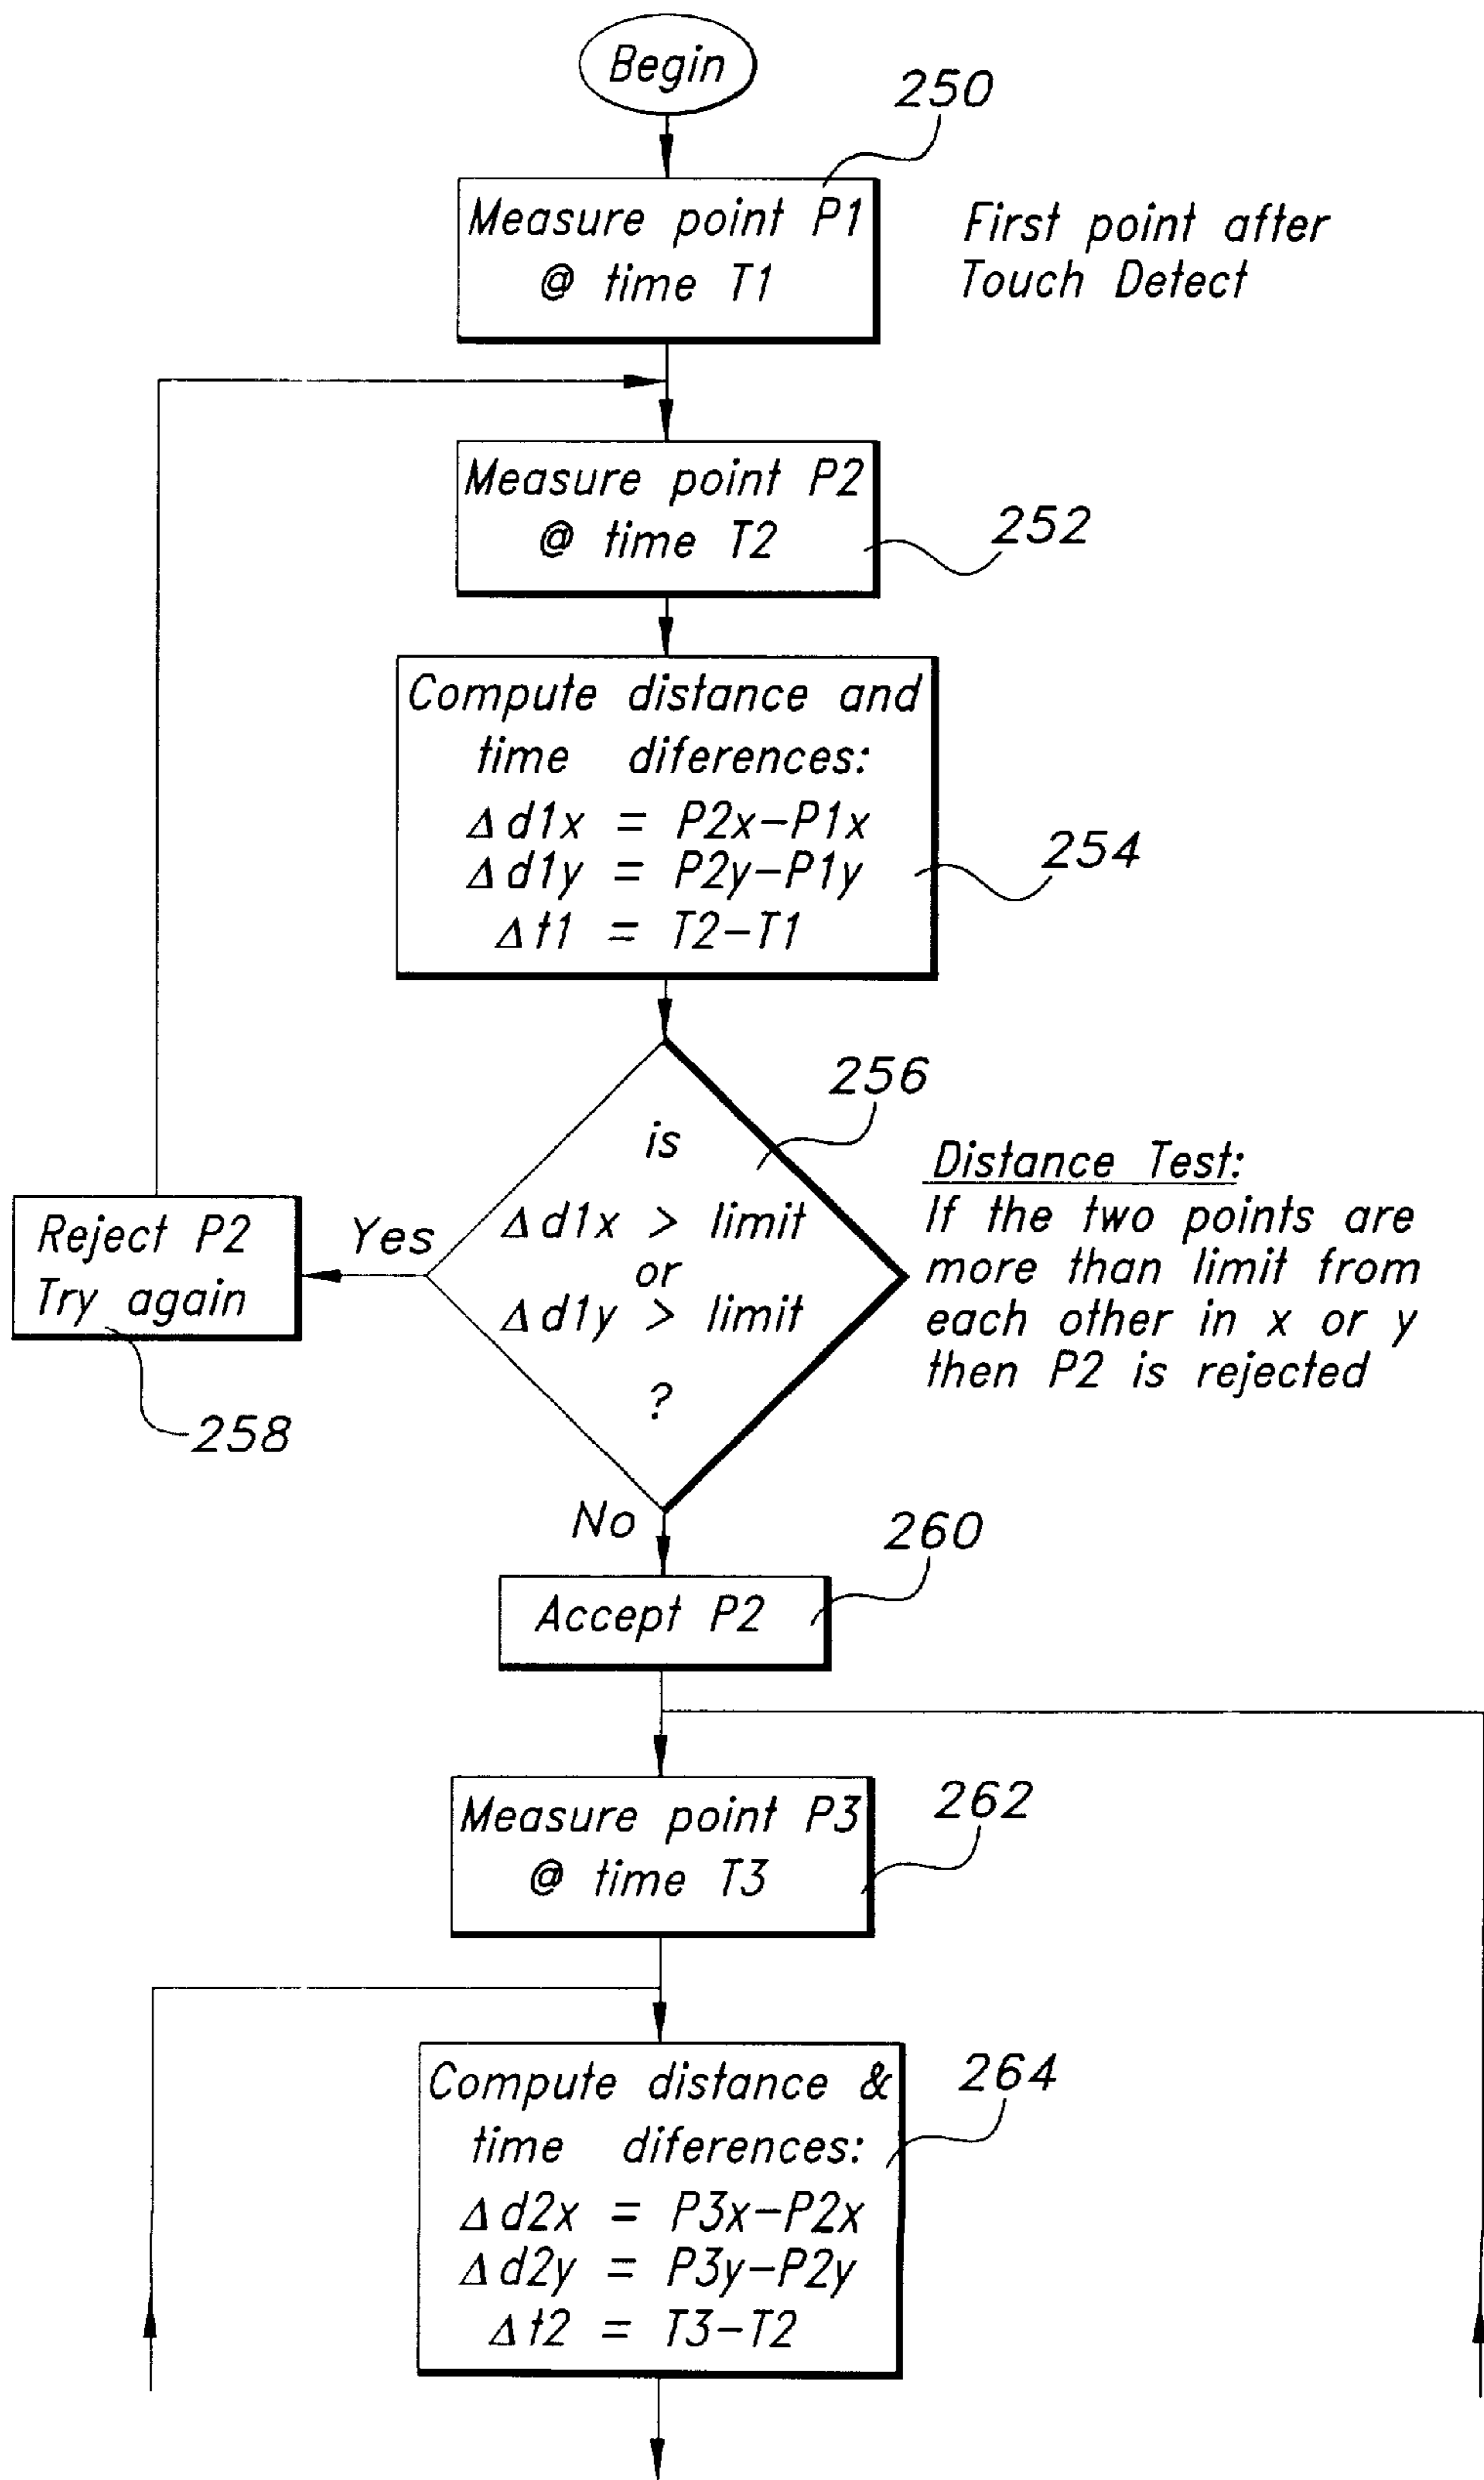 Begin
250
Measure point P1
@ time T1
First point after
Touch Detect
Measure point P2
@ time T2
252
Compute distance and
time diferences:
Δd1x = P2x-P1x
Δd1y = P2y-P1y
Δt1 = T2-T1
254
256
is
Δd1x > limit
or
Δd1y > limit
?
Distance Test:
If the two points are
more than limit from
each other in x or y
then P2 is rejected
Yes
Reject P2
Try again
258
No
260
Accept P2
Measure point P3
@ time T3
262
Compute distance &
time diferences:
Δd2x = P3x-P2x
Δd2y = P3y-P2y
Δt2 = T3-T2
264